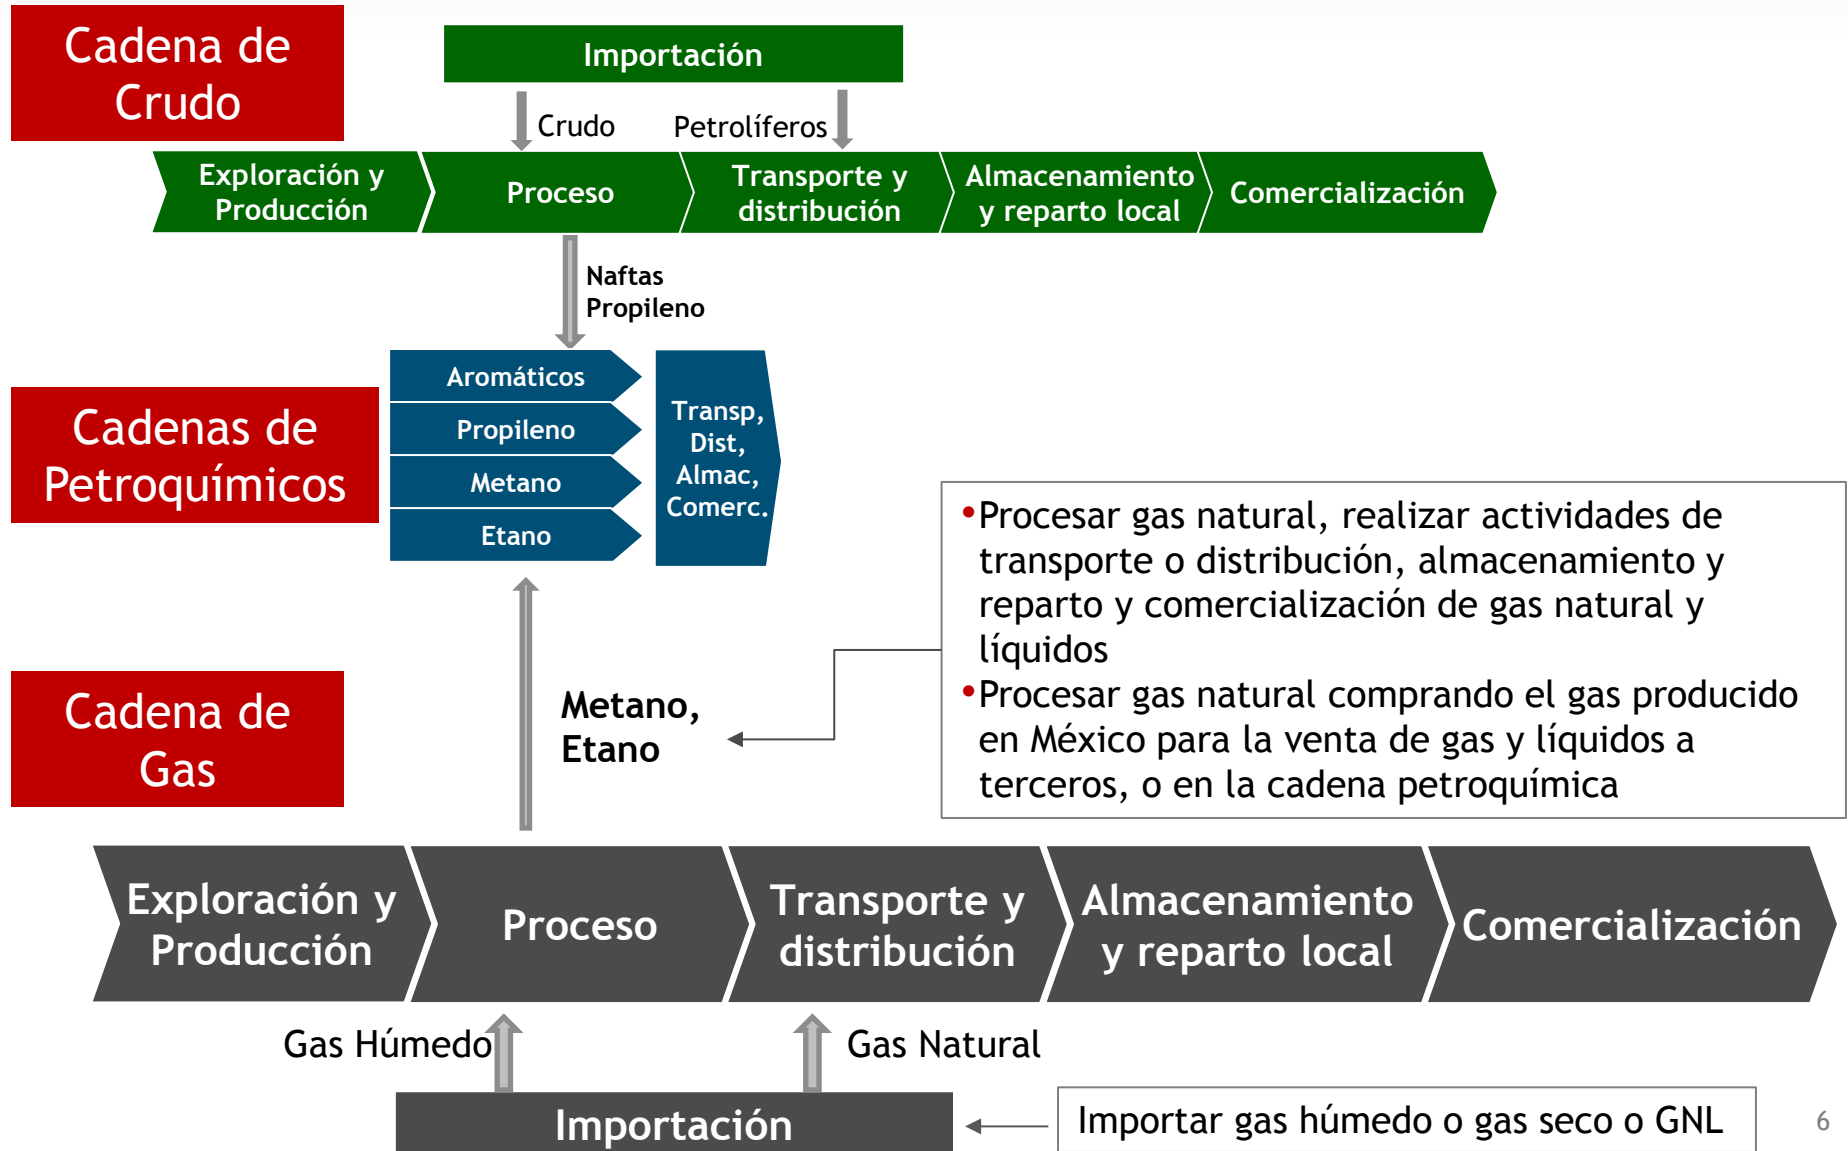 Cadena de
Crudo
Importación
Crudo
Petrolíferos
Exploración y
Producción
Proceso
Transporte y
distribución
Almacenamiento
y reparto local
Comercialización
Naftas
Propileno
Cadenas de
Petroquímicos
Aromáticos
Propileno
Metano
Etano
Transp,
Dist,
Almac,
Comerc.
•Procesar gas natural, realizar actividades de
transporte o distribución, almacenamiento y
reparto y comercialización de gas natural y
líquidos
•Procesar gas natural comprando el gas producido
en México para la venta de gas y líquidos a
terceros, o en la cadena petroquímica
Cadena de
Gas
Metano,
Etano
Exploración y
Producción
Proceso
Transporte y
distribución
Almacenamiento
y reparto local
Comercialización
Gas Húmedo
Gas Natural
Importación
Importar gas húmedo o gas seco o GNL
6